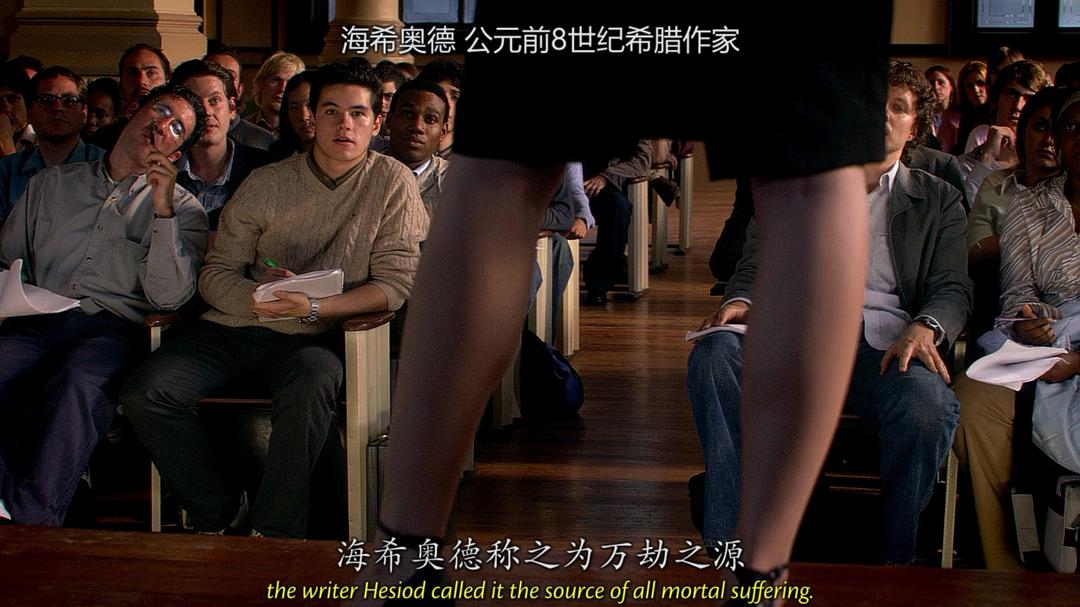 海希奥德 公元前8世纪希腊作家
海希奥德称之为万劫之源
the writer Hesiod called it the source of all mortal suffering.